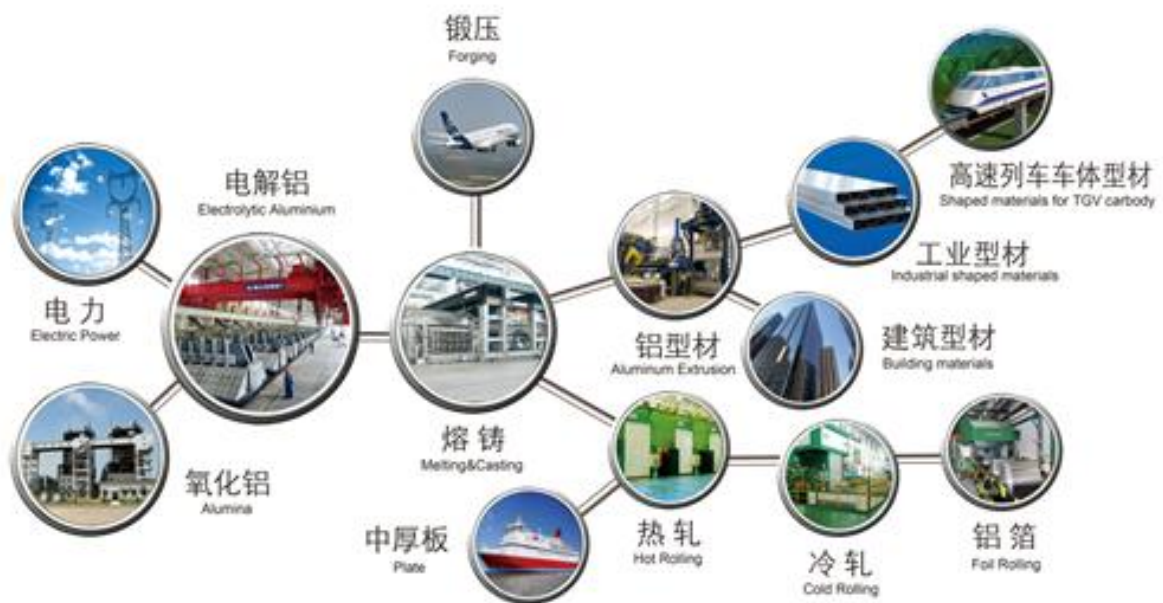 锻压
Forging
电解铝
Electrolytic Aluminium
高速列车车体型材
Shaped materials for TGV carbody
工业型材
Industrial shaped materials
电力
Electric Power
铝型材
Aluminum Extrusion
建筑型材
Building materials
熔铸
Melting&Casting
氧化铝
Alumina
中厚板
Plate
热轧
Hot Rolling
冷轧
Cold Rolling
铝箔
Foil Rolling